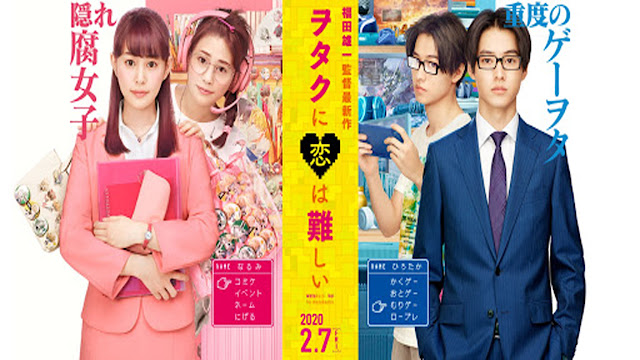 隠れ
腐女子
NAME なるみ
コミケ
イベント
ホーム
にげる
福田雄一監督最新作
ヲタクに恋は難しい
2020
2.7
FRI
重度の
ゲーヲタ
NAME ひろたか
かくゲー
おとゲー
むりゲー
ロープレ